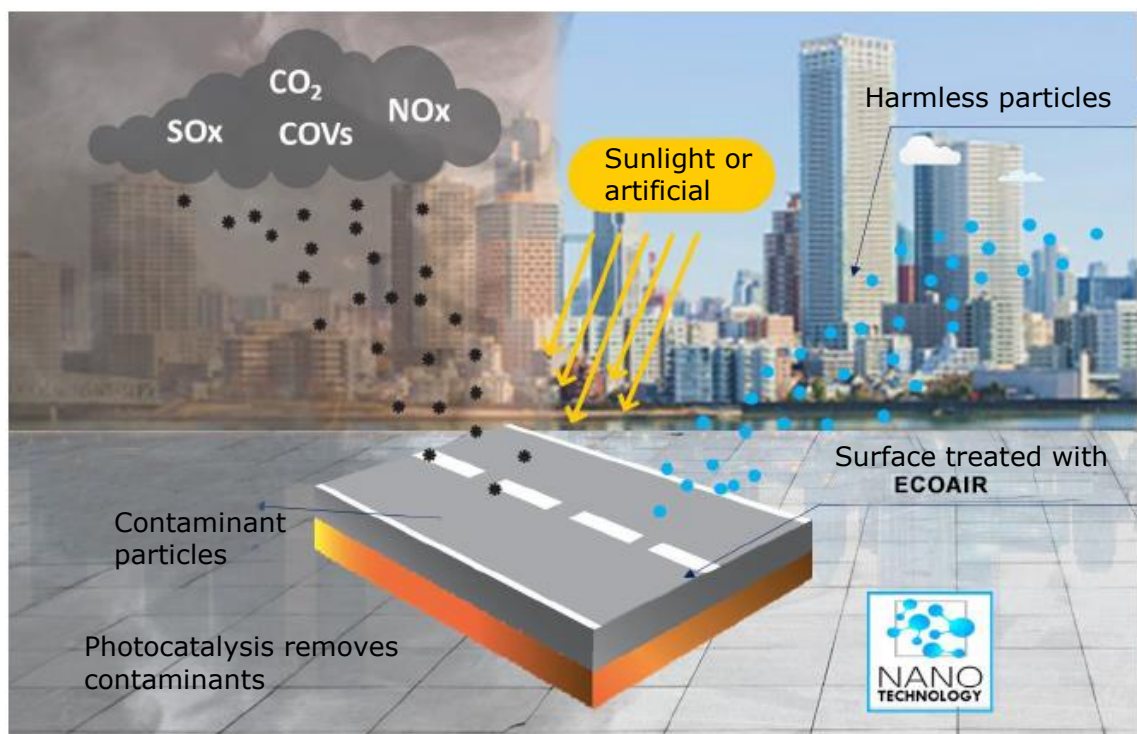 CO₂
NOx
SOx
COVs
Sunlight or
artificial
Harmless particles
Surface treated with
ECOAIR
Contaminant
particles
Photocatalysis removes
contaminants
NANO
TECHNOLOGY